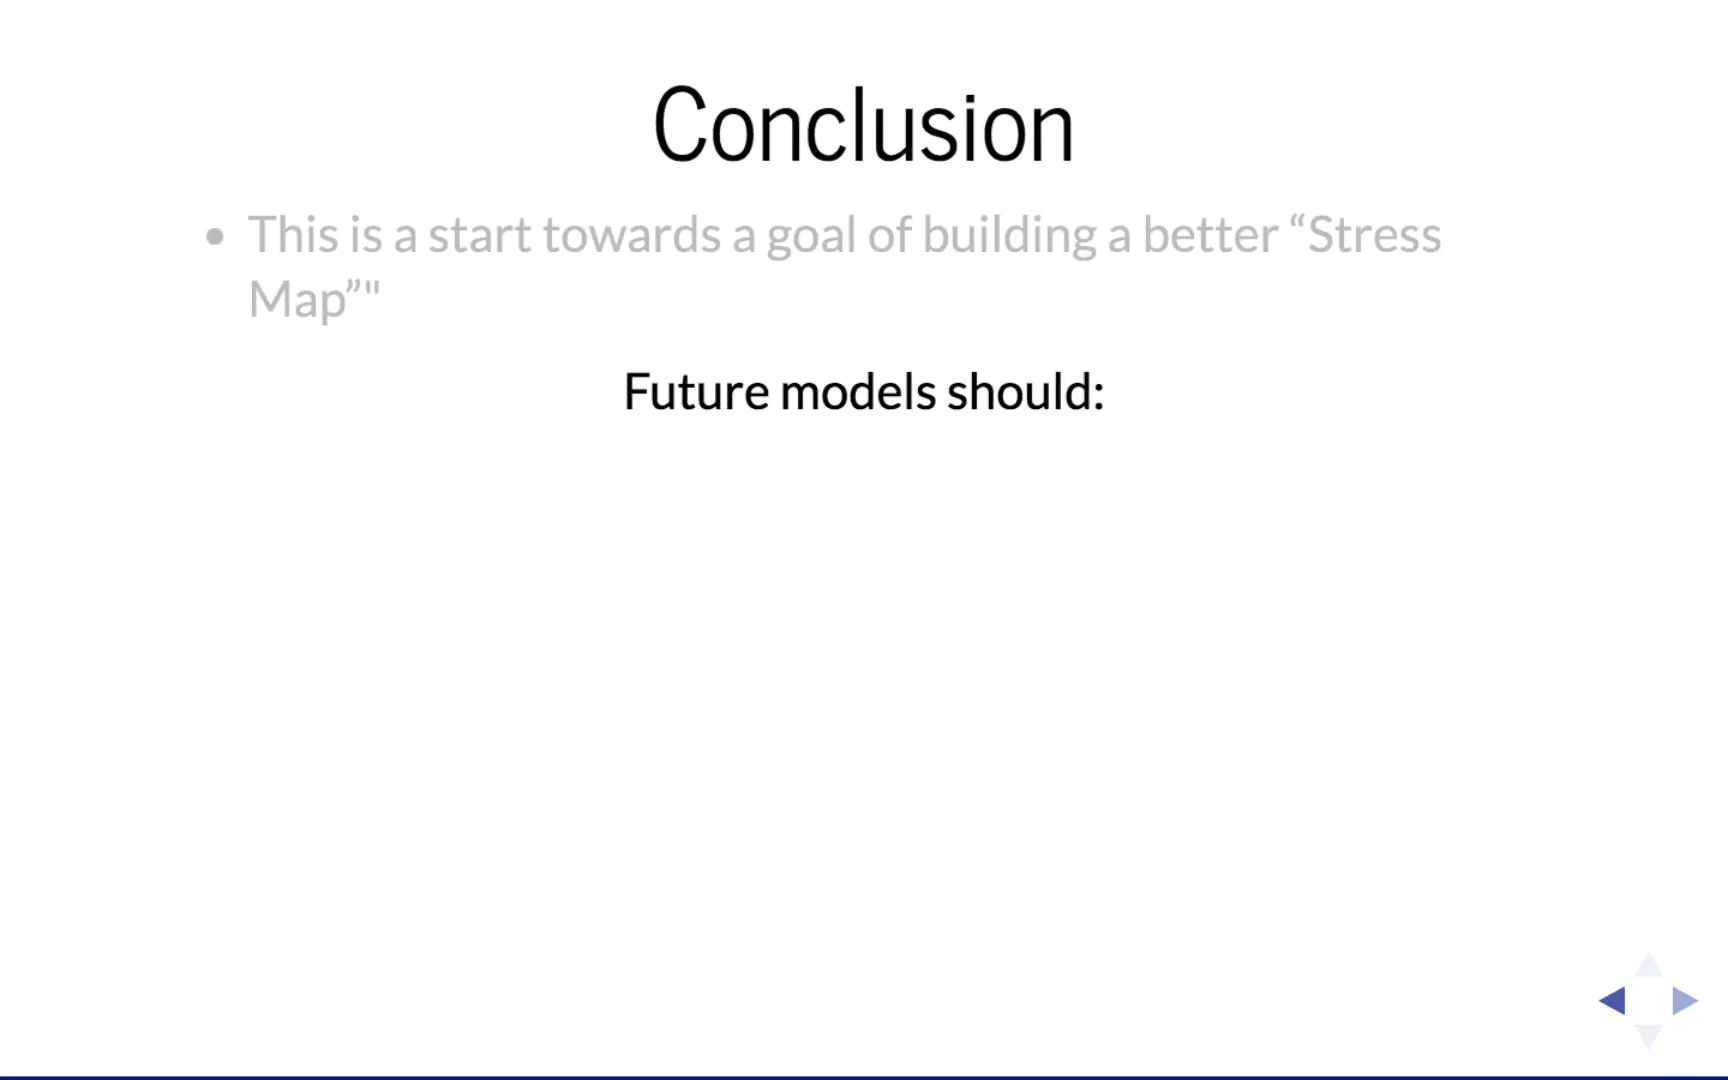 Conclusion
• This is a start towards a goal of building a better “Stress
Map”"
Future models should: